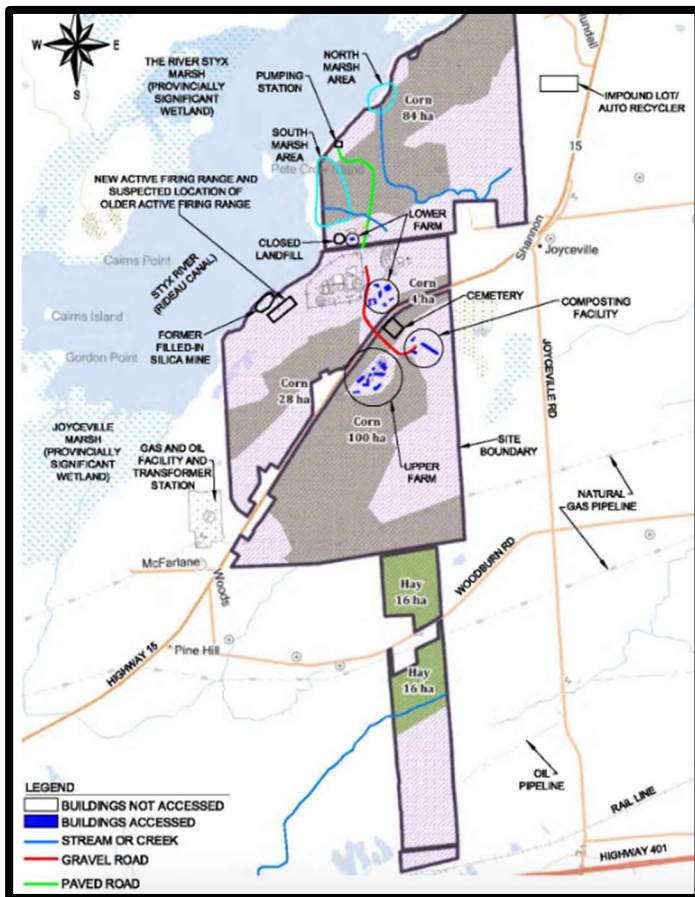 W
E
S
THE RIVER STYX
MARSH
(PROVINCIALLY
SIGNIFICANT
WETLAND)
PUMPING
STATION
NORTH
MARSH
AREA
Corn
84 ha
IMPOUND LOT/
AUTO RECYCLER
15
SOUTH
MARSH
AREA
NEW ACTIVE FIRING RANGE AND
SUSPECTED LOCATION OF
OLDER ACTIVE FIRING RANGE
LOWER
FARM
CLOSED
LANDFILL
Shannon
Joyceville
Cairns Point
STYX RIVER
(RIDEAU CANAL)
Corn
4 ha
CEMETERY
COMPOSTING
FACILITY
Cairns Island
FORMER
FILLED-IN
SILICA MINE
Gordon Point
JOYCEVILLE RD
Corn
28 ha
Corn
100 ha
JOYCEVILLE
MARSH
(PROVINCIALLY
SIGNIFICANT
WETLAND)
GAS AND OIL
FACILITY AND
TRANSFORMER
STATION
UPPER
FARM
SITE
BOUNDARY
NATURAL
GAS PIPELINE
McFarlane
Woods
WOODBURN RD
Hay
16 ha
HIGHWAY 15
Pine Hill
Hay
16 ha
OIL
PIPELINE
RAIL LINE
HIGHWAY 401
LEGEND
BUILDINGS NOT ACCESSED
BUILDINGS ACCESSED
STREAM OR CREEK
GRAVEL ROAD
PAVED ROAD